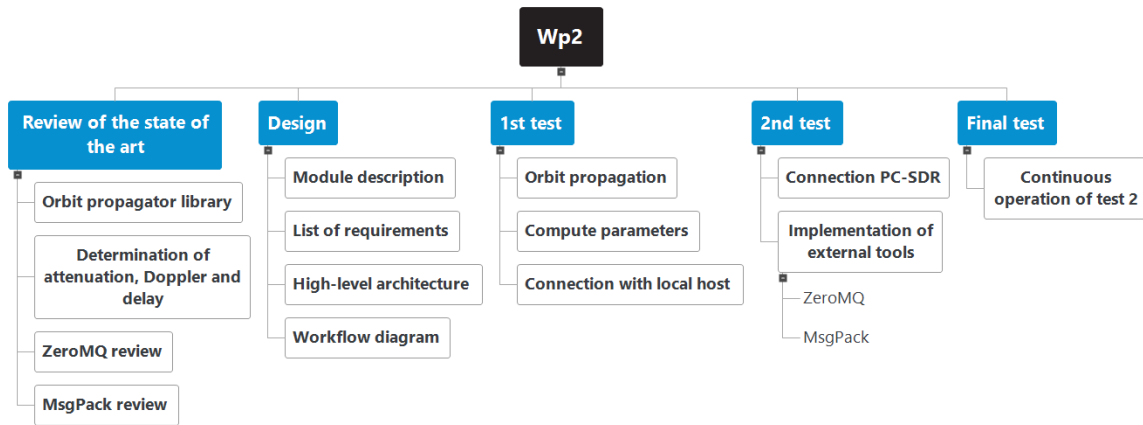 Wp2
Review of the state of
the art
Orbit propagator library
Determination of
attenuation, Doppler and
delay
ZeroMQ review
MsgPack review
Design
Module description
List of requirements
High-level architecture
Workflow diagram
1st test
Orbit propagation
Compute parameters
Connection with local host
2nd test
Connection PC-SDR
Implementation of
external tools
ZeroMQ
MsgPack
Final test
Continuous
operation of test 2